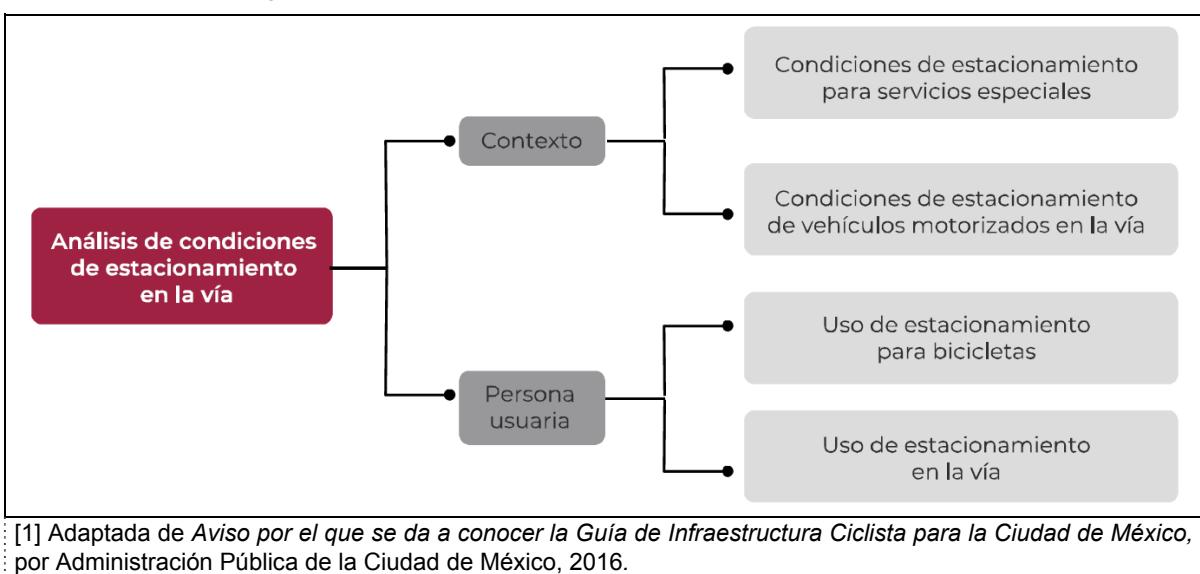 Condiciones de estacionamiento
para servicios especiales
Contexto
Condiciones de estacionamiento
de vehículos motorizados en la vía
Análisis de condiciones
de estacionamiento
en la vía
Uso de estacionamiento
para bicicletas
Persona
usuaria
Uso de estacionamiento
en la vía
[1] Adaptada de Aviso por el que se da a conocer la Guía de Infraestructura Ciclista para la Ciudad de México,
por Administración Pública de la Ciudad de México, 2016.